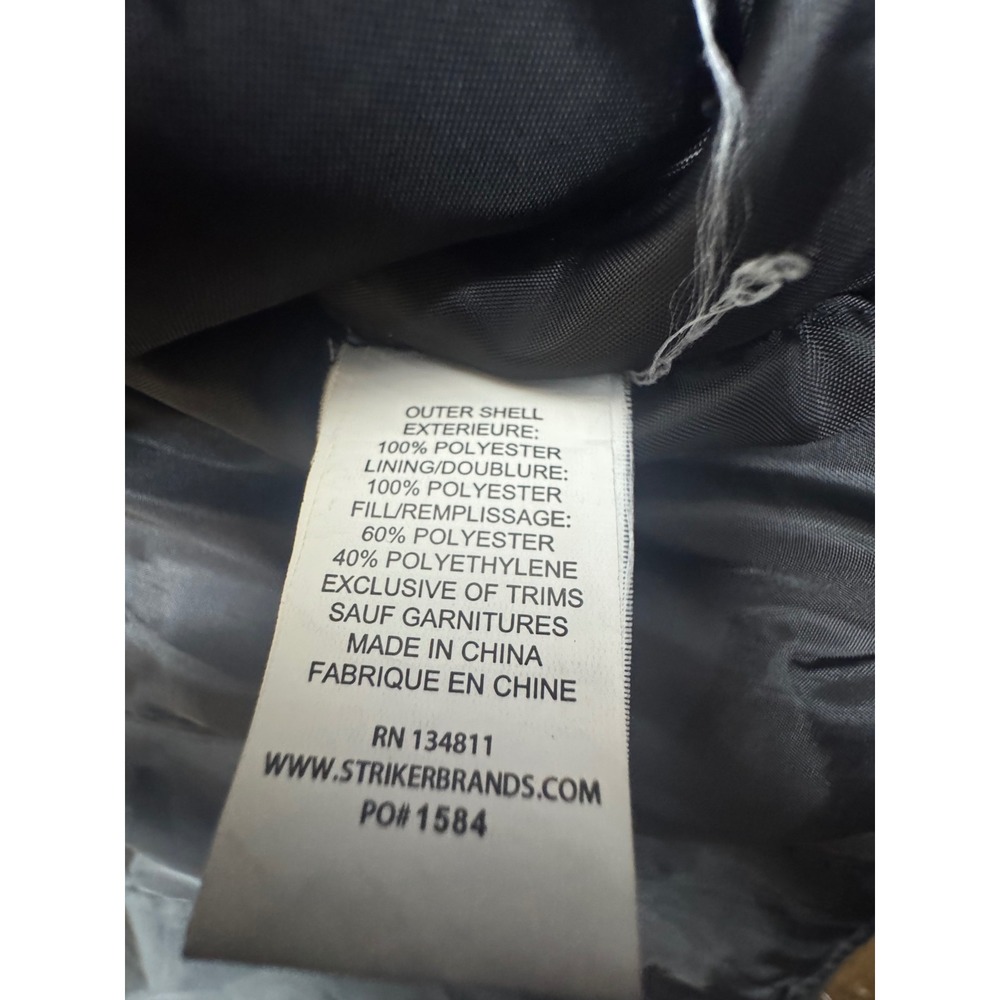 OUTER SHELL
EXTERIEURE:
100% POLYESTER
LINING/DOUBLURE:
100% POLYESTER
FILL/REMPLISSAGE:
60% POLYESTER
40% POLYETHYLENE
EXCLUSIVE OF TRIMS
SAUF GARNITURES
MADE IN CHINA
FABRIQUE EN CHINE
RN 134811
WWW.STRIKERBRANDS.COM
PO# 1584